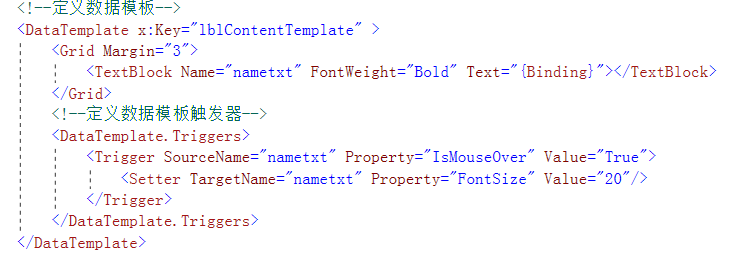 <!--定义数据模板-->
<DataTemplate x:Key="lblContentTemplate" >
<Grid Margin="3">
<TextBlock Name="nametxt" FontWeight="Bold" Text="{Binding}"></TextBlock>
</Grid>
<!--定义数据模板触发器-->
<DataTemplate.Triggers>
<Trigger SourceName="nametxt" Property="IsMouseOver" Value="True">
<Setter TargetName="nametxt" Property="FontSize" Value="20"/>
</Trigger>
</DataTemplate.Triggers>
</DataTemplate>